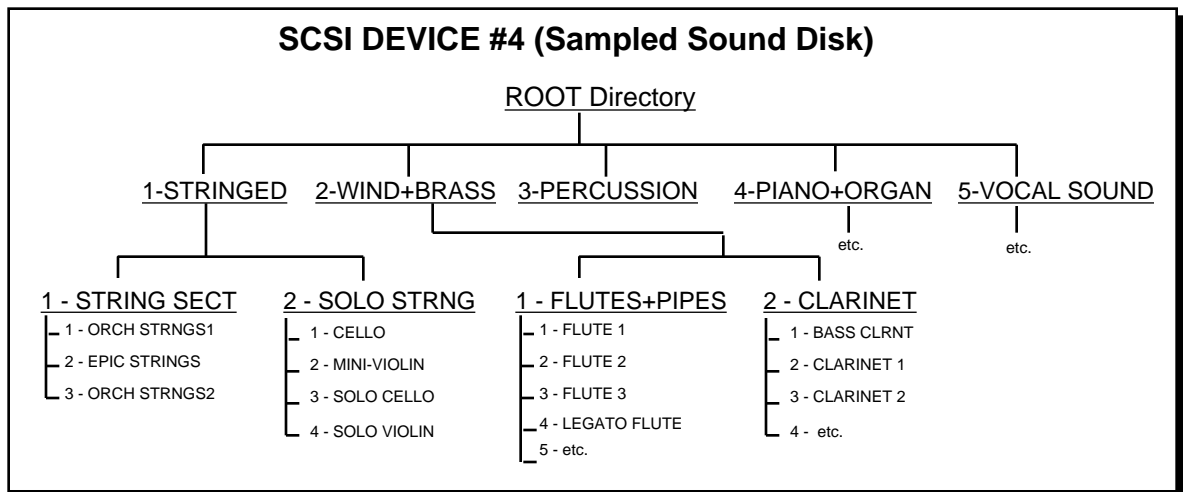 SCSI DEVICE #4 (Sampled Sound Disk)
ROOT Directory
1-STRINGED
2-WIND+BRASS
3-PERCUSSION
4-PIANO+ORGAN
5-VOCAL SOUND
etc.
etc.
1 - STRING SECT
1 - ORCH STRNGS1
2 - EPIC STRINGS
3 - ORCH STRNGS2
2 - SOLO STRNG
1 - CELLO
2 - MINI-VIOLIN
3 - SOLO CELLO
4 - SOLO VIOLIN
1 - FLUTES+PIPES
1 - FLUTE 1
2 - FLUTE 2
3 - FLUTE 3
4 - LEGATO FLUTE
5 - etc.
2 - CLARINET
1 - BASS CLRNT
2 - CLARINET 1
3 - CLARINET 2
4 - etc.